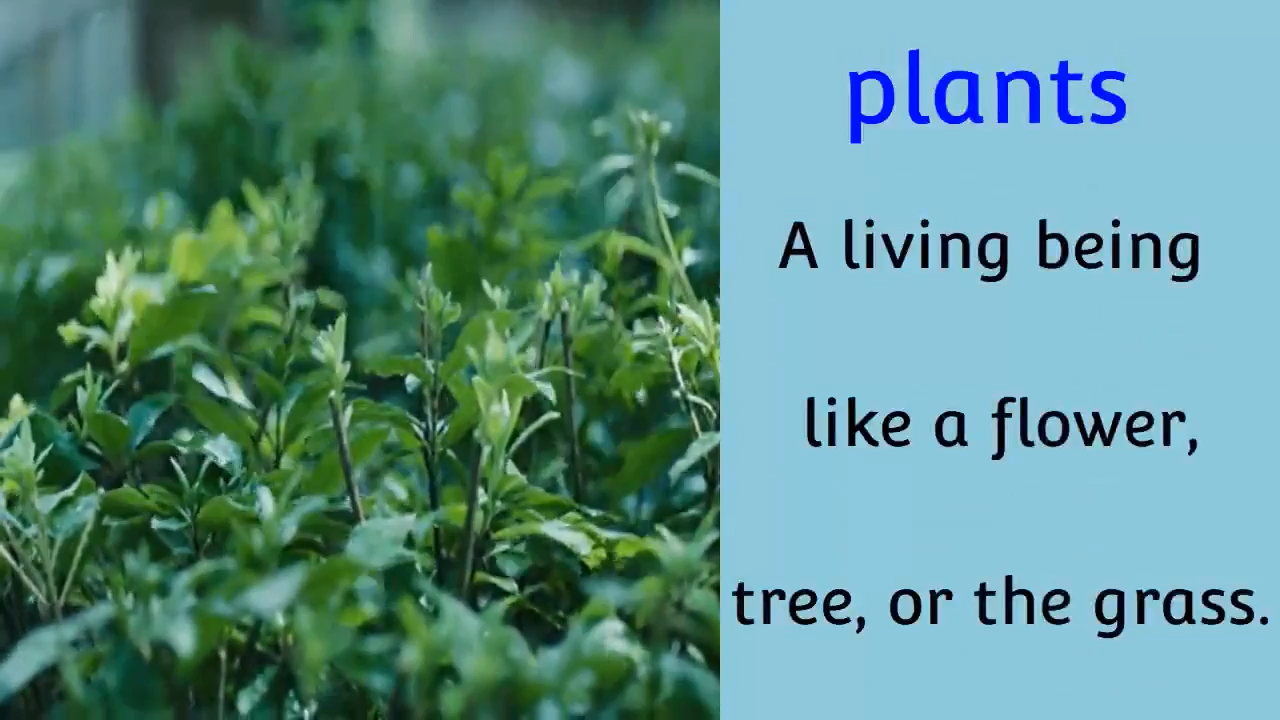 plants
A living being
like a flower,
tree, or the grass.